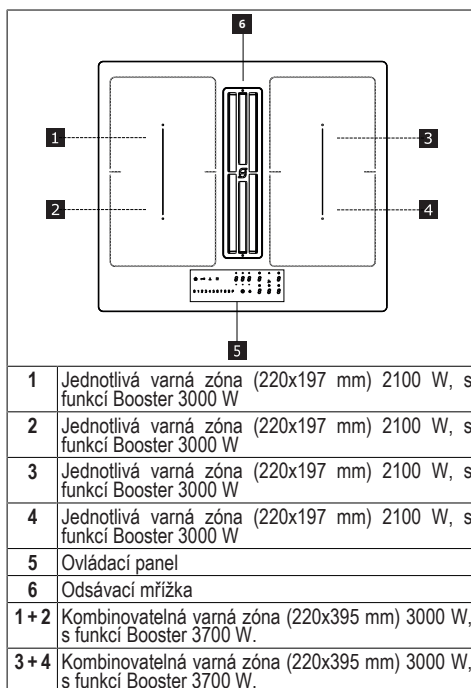 6
1
3
2
4
5
1 Jednotlivá varná zóna (220x197 mm) 2100 W, s
funkcí Booster 3000 W
2 Jednotlivá varná zóna (220x197 mm) 2100 W, s
funkcí Booster 3000 W
3 Jednotlivá varná zóna (220x197 mm) 2100 W, s
funkcí Booster 3000 W
4 Jednotlivá varná zóna (220x197 mm) 2100 W, s
funkcí Booster 3000 W
5 Ovládací panel
6 Odsávací mřížka
1 + 2 Kombinovatelná varná zóna (220x395 mm) 3000 W,
s funkcí Booster 3700 W.
3 + 4 Kombinovatelná varná zóna (220x395 mm) 3000 W,
s funkcí Booster 3700 W.